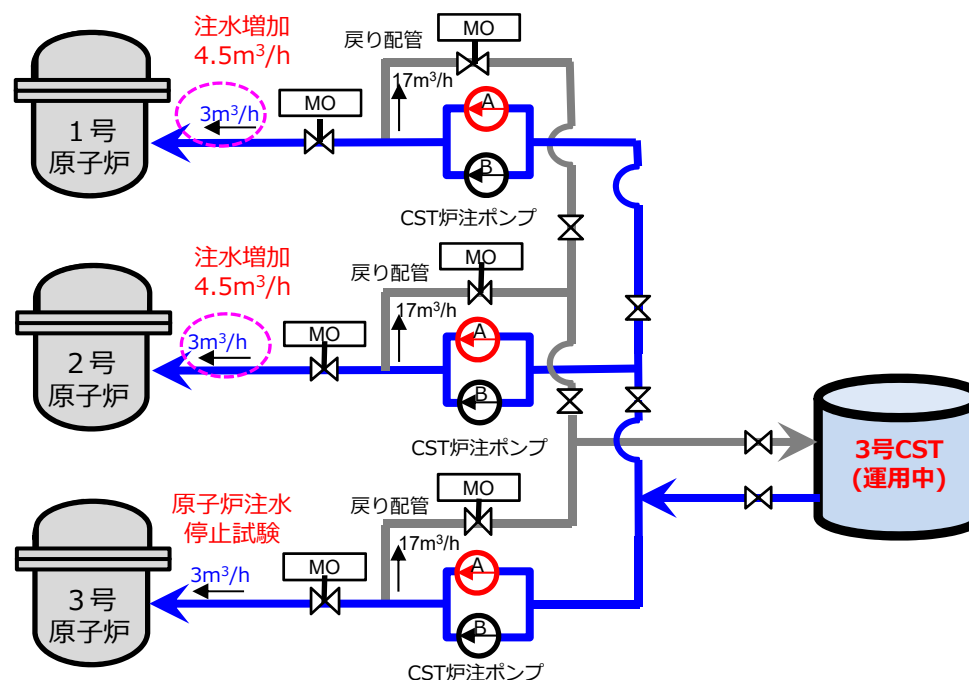 注水増加
4.5m³/h
戻り配管
MO
17m³/h
MO
3m³/h
A
B
1号
原子炉
CST炉注ポンプ
注水増加
4.5m³/h
戻り配管
MO
17m³/h
MO
3m³/h
A
B
2号
原子炉
CST炉注ポンプ
3号CST
(運用中)
原子炉注水
停止試験
戻り配管
MO
17m³/h
MO
3m³/h
A
B
3号
原子炉
CST炉注ポンプ